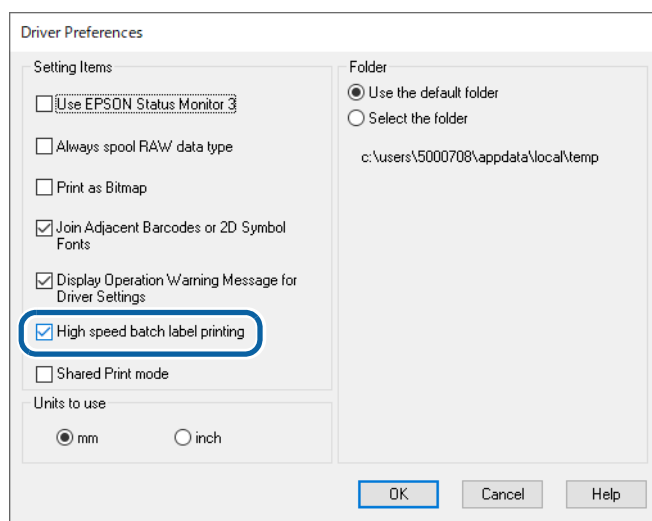 Driver Preferences
Setting Items
Use EPSON Status Monitor 3
Always spool RAW data type
Print as Bitmap
Join Adjacent Barcodes or 2D Symbol
Fonts
Display Operation Warning Message for
Driver Settings
High speed batch label printing
Shared Print mode
Units to use
mm
inch
Folder
Use the default folder
Select the folder
c:\users\5000708\appdata\local\temp
OK
Cancel
Help